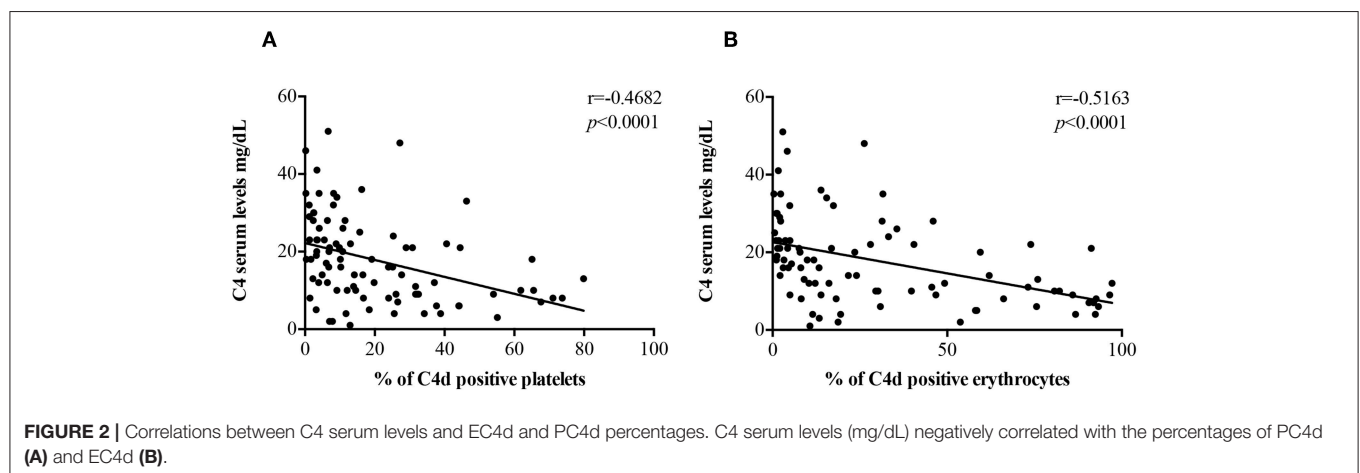 A
B
r=-0.4682
p<0.0001
C4 serum levels mg/dL
60
40
20
0
0 20 40 60 80 100
% of C4d positive platelets
r=-0.5163
p<0.0001
C4 serum levels mg/dL
60
40
20
0
0 50 100
% of C4d positive erythrocytes
FIGURE 2 | Correlations between C4 serum levels and EC4d and PC4d percentages. C4 serum levels (mg/dL) negatively correlated with the percentages of PC4d
(A) and EC4d (B).